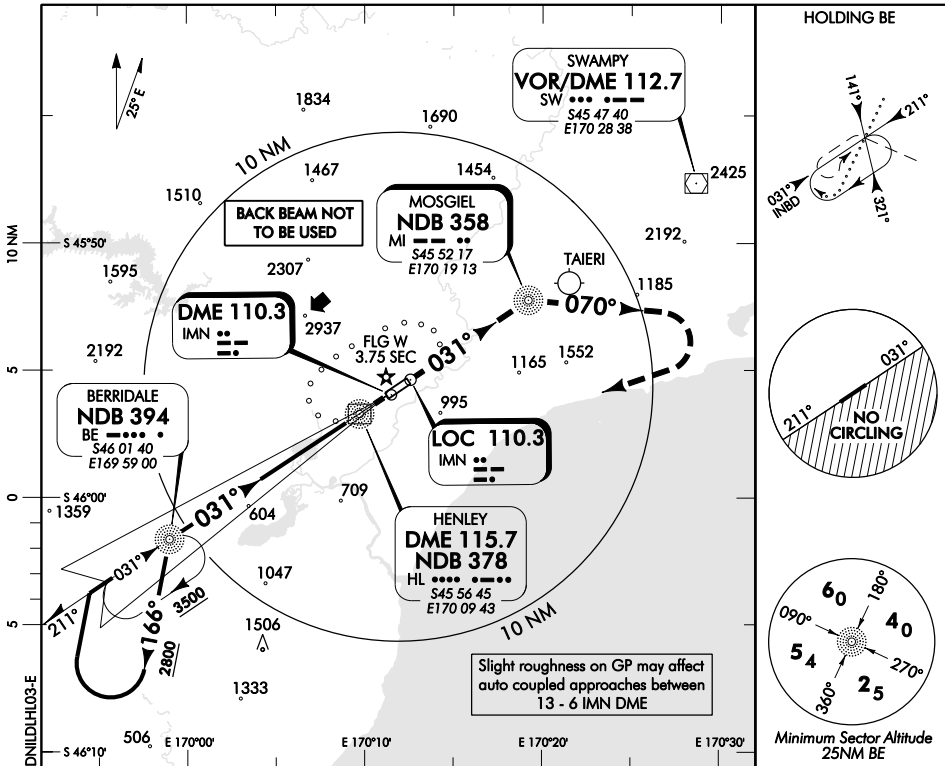 HOLDING BE
25° E
SWAMPY
VOR/DME 112.7
SW
S45 47 40
E170 28 38
1834
1690
141°
211°
10 NM
1467
1454
2425
1510
MOSGIEL
NDB 358
MI
S45 52 17
E170 19 13
031°
INBD
321°
BACK BEAM NOT
TO BE USED
10 NM
S 45°50'
2192
2307
TAIERI
1595
1185
DME 110.3
IMN
2937
070°
FLG W
3.75 SEC
031°
2192
5
1165
1552
BERRIDALE
NDB 394
BE
S46 01 40
E169 59 00
995
031°
211°
NO
CIRCLING
LOC 110.3
IMN
0
S 46°00'
1359
031°
604
709
HENLEY
DME 115.7
NDB 378
HL
S45 56 45
E170 09 43
031°
1047
3500
211°
166°
2800
5
1506
10 NM
60
180°
090°
40
54
270°
360°
25
Slight roughness on GP may affect
auto coupled approaches between
13 - 6 IMN DME
1333
DNILDLHL03-E
506
S 46°10'
E 170°00'
E 170°10'
E 170°20'
E 170°30'
Minimum Sector Altitude
25NM BE